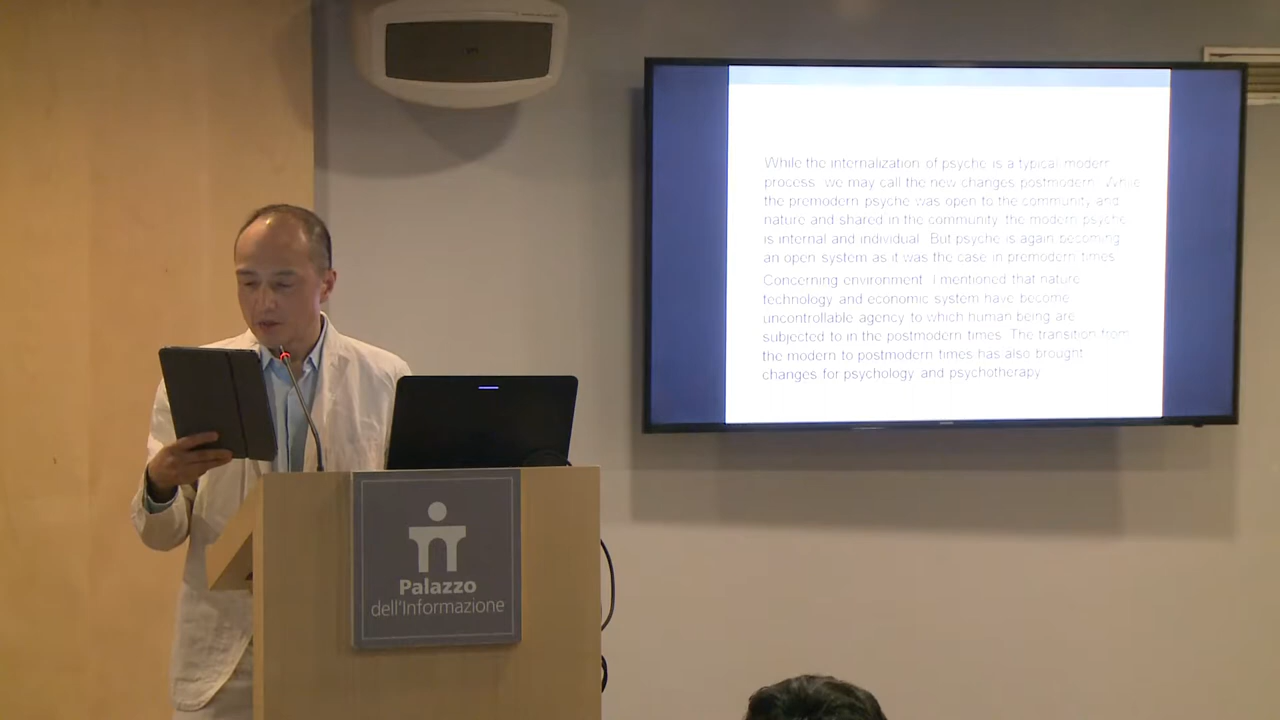 While the internalization of psyche is a typical modern
process we may call the new changes postmodern. While
the premodern psyche was open to the community and
nature and shared in the community the modern psyche
is internal and individual. But psyche is again becoming
an open system as it was the case in premodern times.
Concerning environment I mentioned that nature
technology and economic system have become
uncontrollable agency to which human being are
subjected to in the postmodern times. The transition from
the modern to postmodern times has also brought
changes for psychology and psychotherapy
Palazzo
dell'Informazione